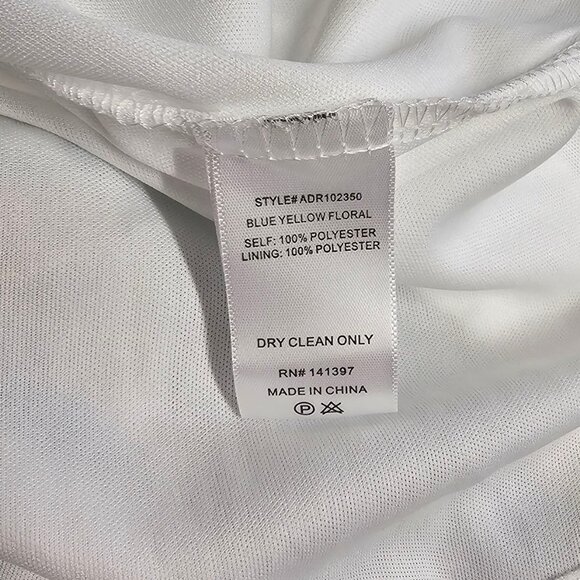 STYLE# ADR102350
BLUE YELLOW FLORAL
SELF: 100% POLYESTER
LINING: 100% POLYESTER
DRY CLEAN ONLY
RN# 141397
MADE IN CHINA
P